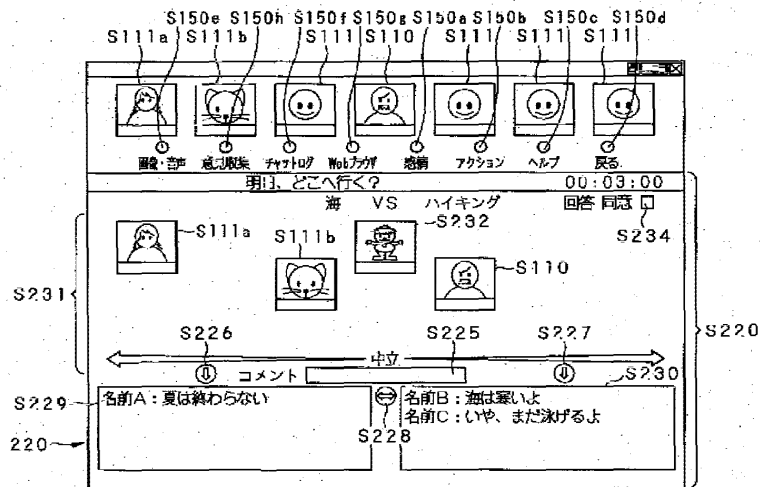 S150e S150h S150f S150g S150a S150b S150c S150d
S111a S111b S111 S110 S111 S111 S111
画像・音声 意見収集 チャットログ Webブラウザ 感情 アクション ヘルプ 戻る
明日、どこへ行く? 00:03:00
海 VS ハイキング 回答 同意
S111a S111b S232 S110 S234
S231 S220
S226 S225 S227
中立
コメント S230
S229 名前A:夏は終わらない 名前B:海は寒いよ
名前C:いや、まだ泳げるよ
S228
220